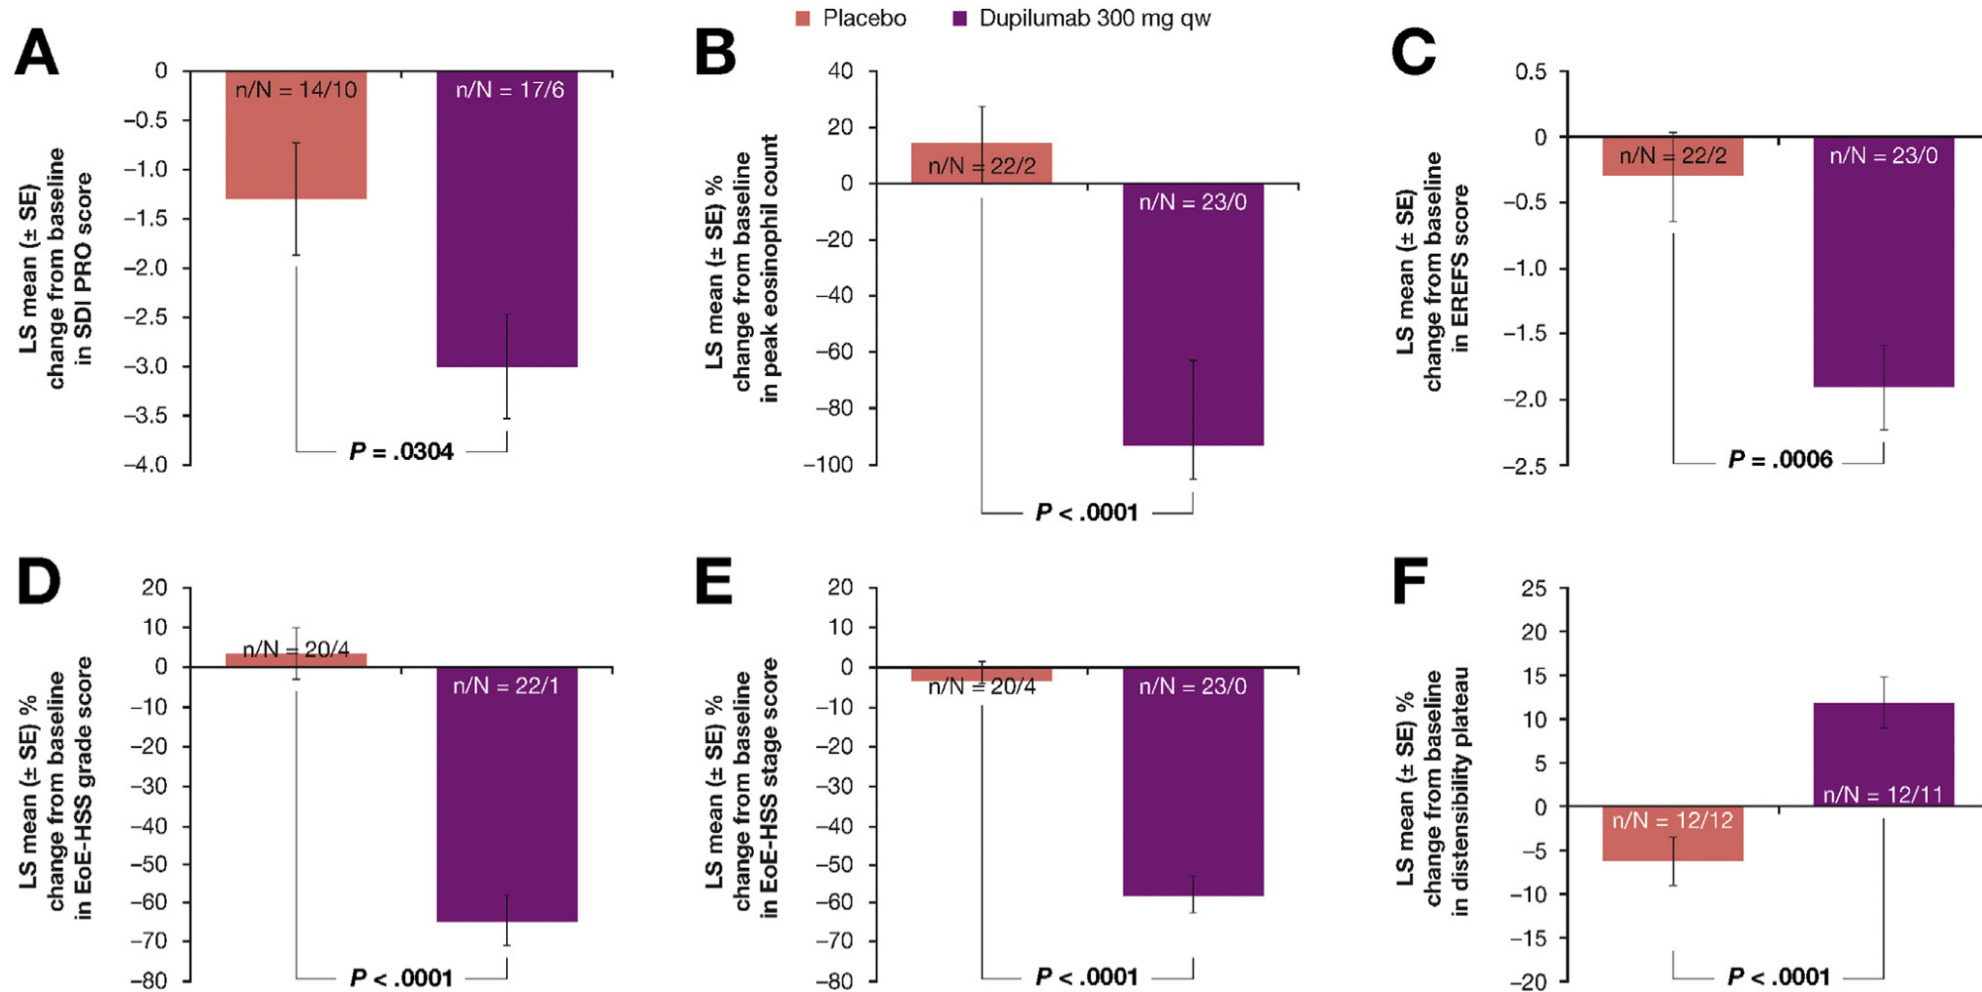 Placebo Dupilumab 300 mg qw
A
LS mean (± SE)
change from baseline
in SDI PRO score
0
–0.5
–1.0
–1.5
–2.0
–2.5
–3.0
–3.5
–4.0
n/N = 14/10
n/N = 17/6
P = .0304
B
LS mean (± SE) %
change from baseline
in peak eosinophil count
40
20
0
–20
–40
–60
–80
–100
n/N = 22/2
n/N = 23/0
P < .0001
C
LS mean (± SE)
change from baseline
in EREFS score
0.5
0
–0.5
–1.0
–1.5
–2.0
–2.5
n/N = 22/2
n/N = 23/0
P = .0006
D
LS mean (± SE) %
change from baseline
in EoE-HSS grade score
20
10
0
–10
–20
–30
–40
–50
–60
–70
–80
n/N = 20/4
n/N = 22/1
P < .0001
E
LS mean (± SE) %
change from baseline
in EoE-HSS stage score
20
10
0
–10
–20
–30
–40
–50
–60
–70
–80
n/N = 20/4
n/N = 23/0
P < .0001
F
LS mean (± SE) %
change from baseline
in distensibility plateau
25
20
15
10
5
0
–5
–10
–15
–20
n/N = 12/12
n/N = 12/11
P < .0001